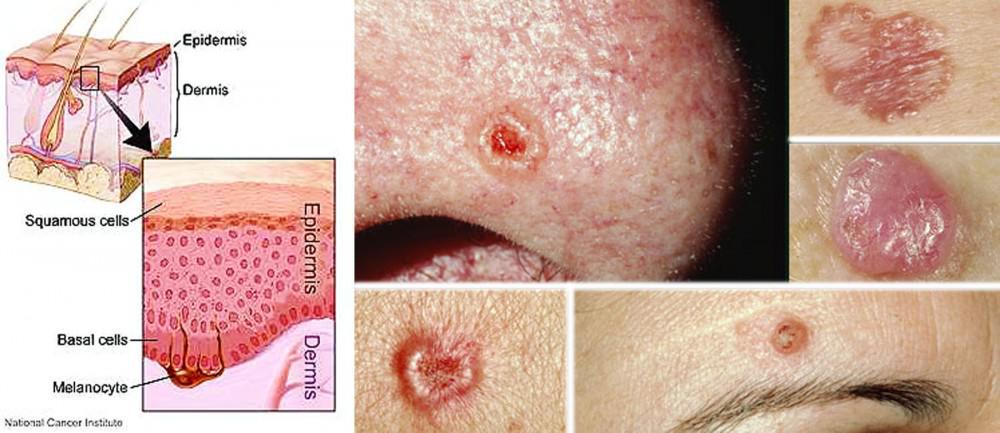 Epidermis
Dermis
Squamous cells
Epidermis
Basal cells
Dermis
Melanocyte
National Cancer Institute